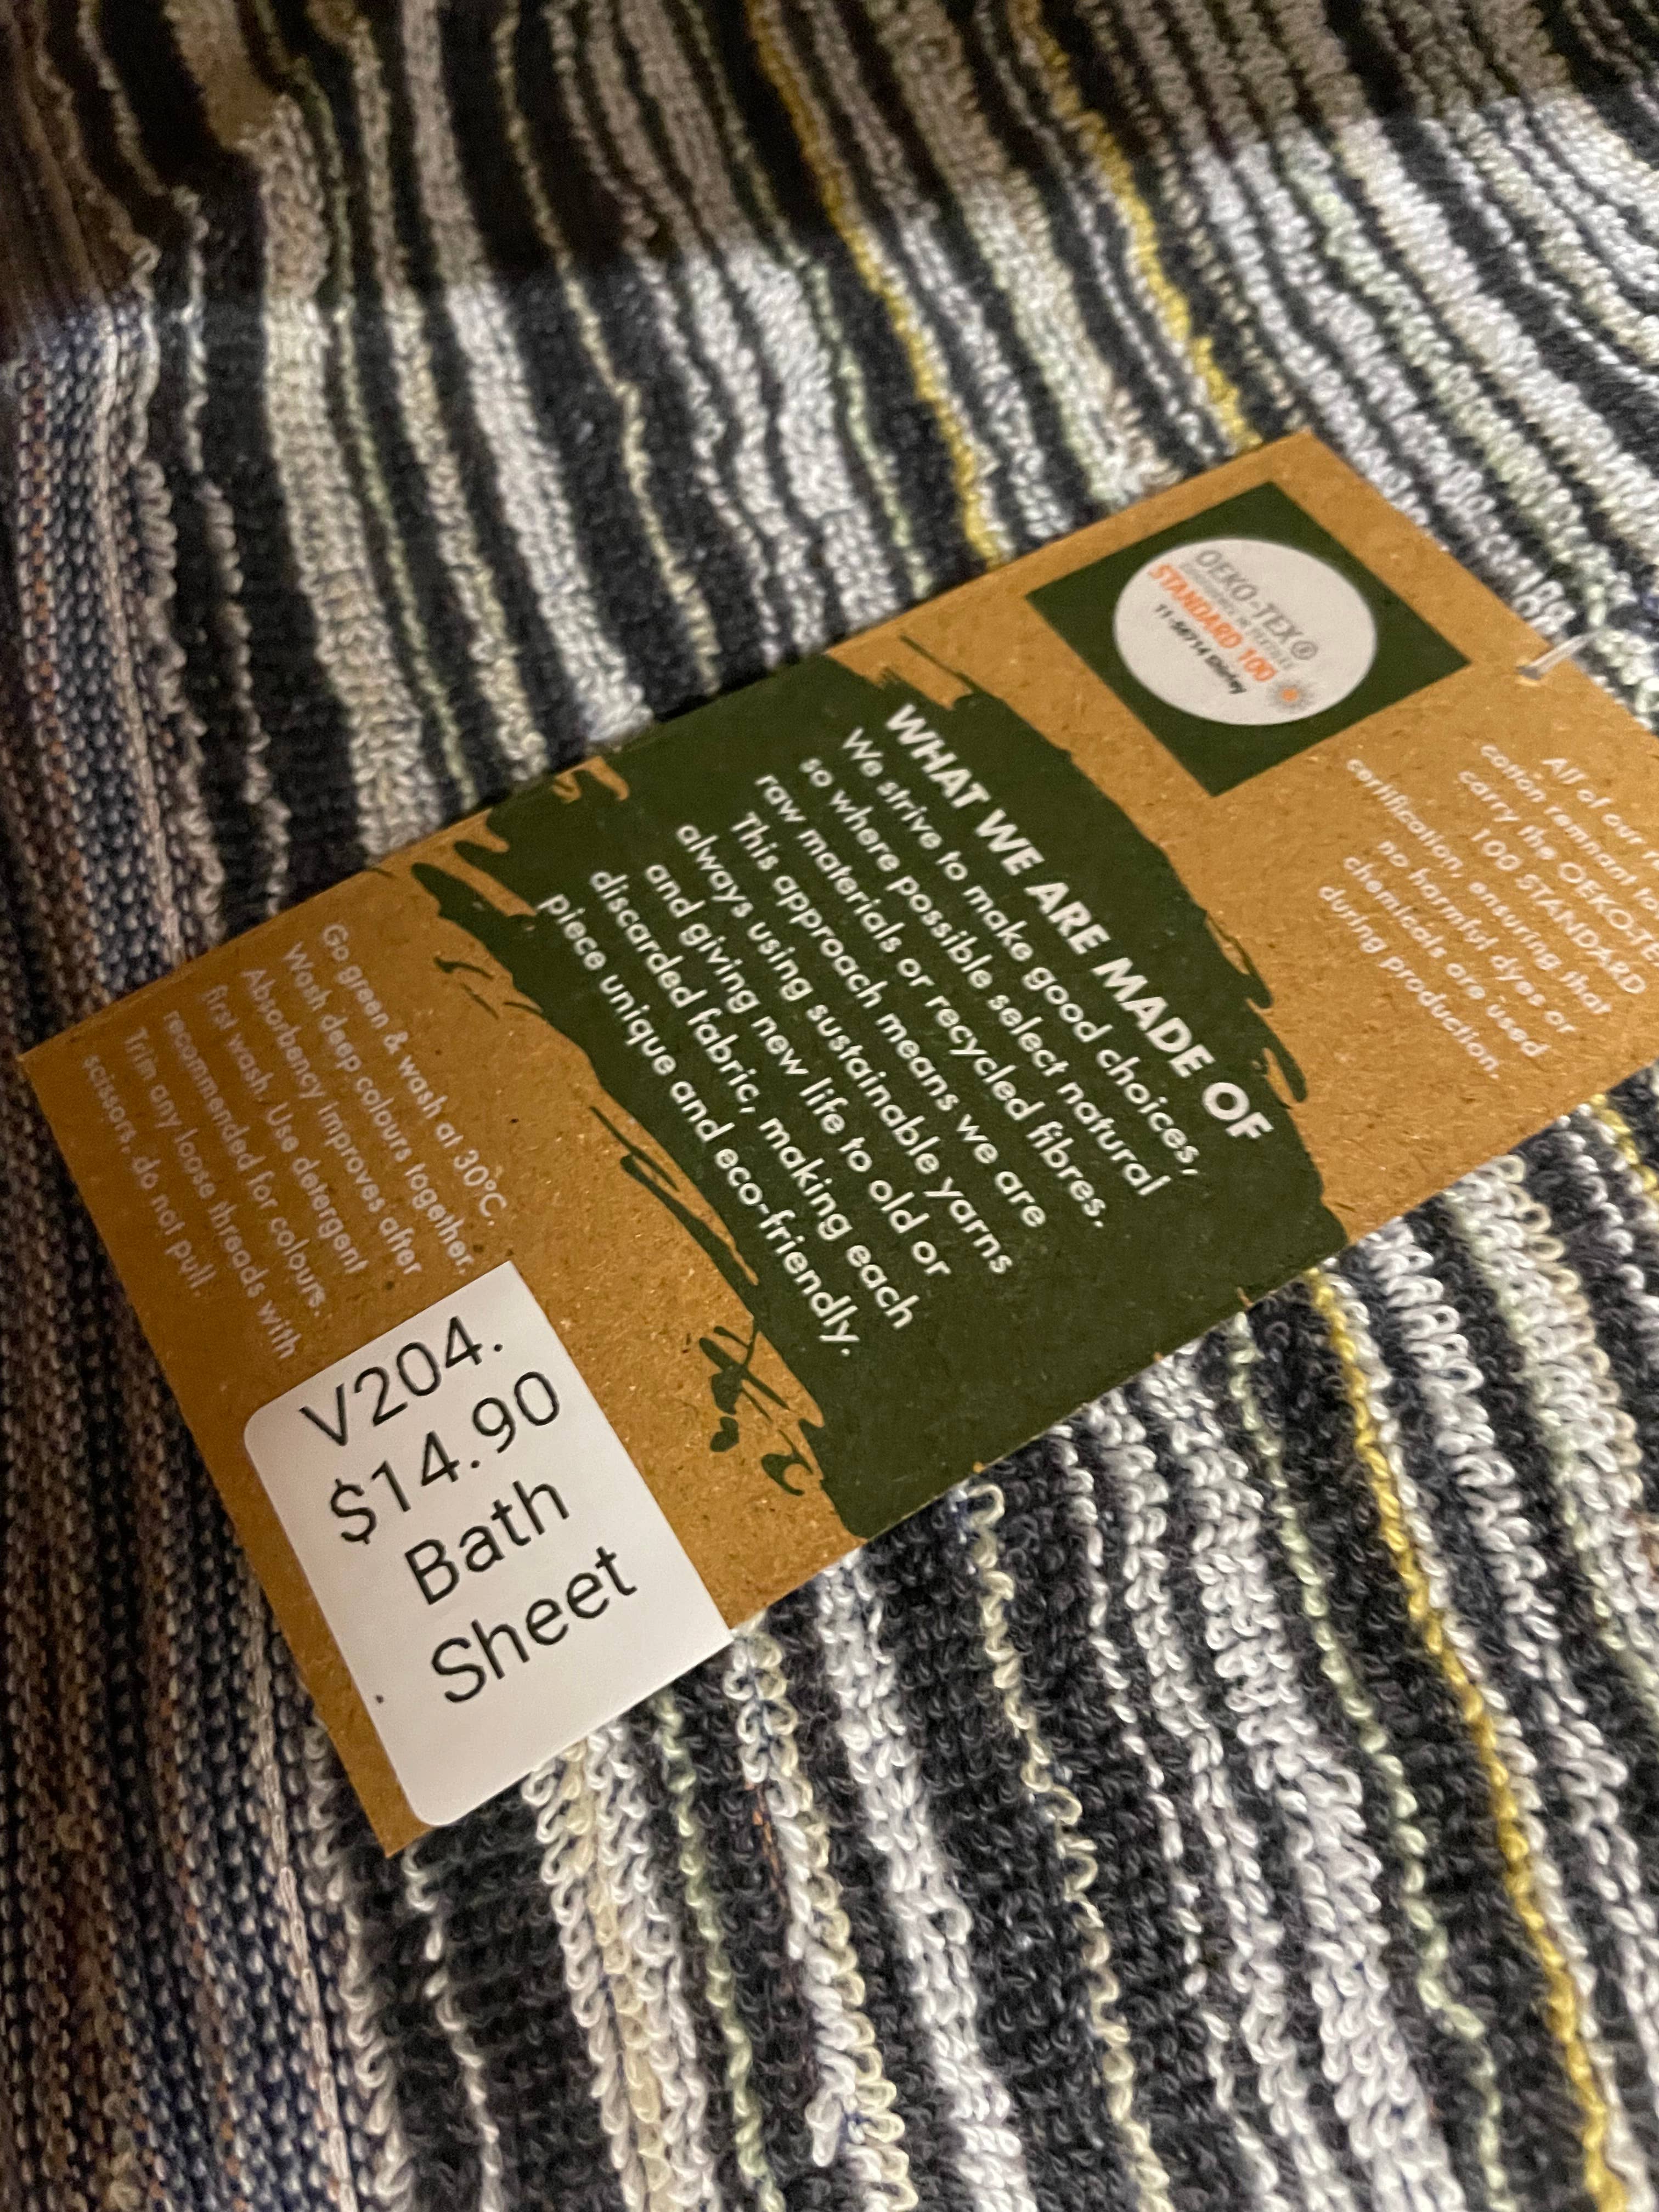 OEKO-TEX®
STANDARD 100
All of our
cotton remnant
carry the OEKO-TE
100 STANDARD
certification, ensuring that
no harmful dyes or
chemicals are used
during production.
WHAT WE ARE MADE OF
We strive to make good choices,
so where possible select natural
raw materials or recycled fibres.
This approach means we are
always using sustainable yarns
and giving new life to old or
discarded fabric, making each
piece unique and eco-friendly.
Go green & wash at 30°C.
Wash deep colours together.
Absorbency improves after
first wash. Use detergent
recommended for colours.
Trim any loose threads with
scissors, do not pull.
V204.
$14.90
Bath
Sheet